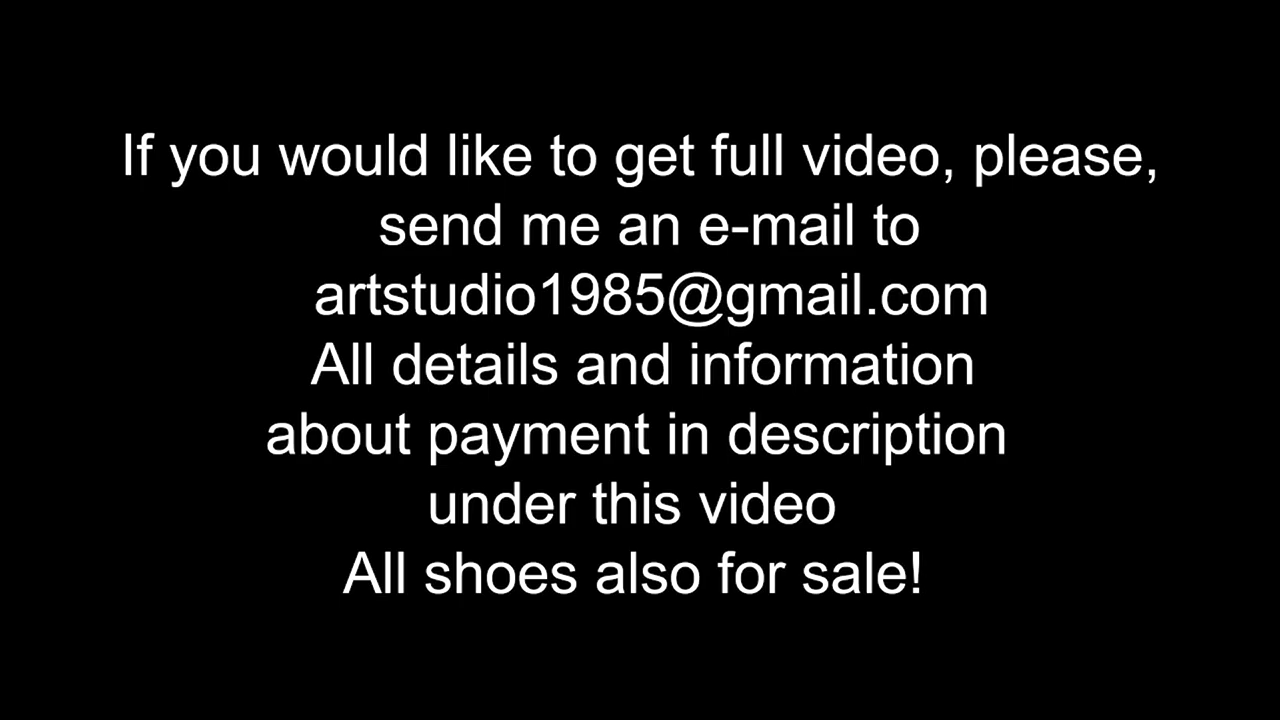 If you would like to get full video, please,
send me an e-mail to
artstudio1985@gmail.com
All details and information
about payment in description
under this video
All shoes also for sale!